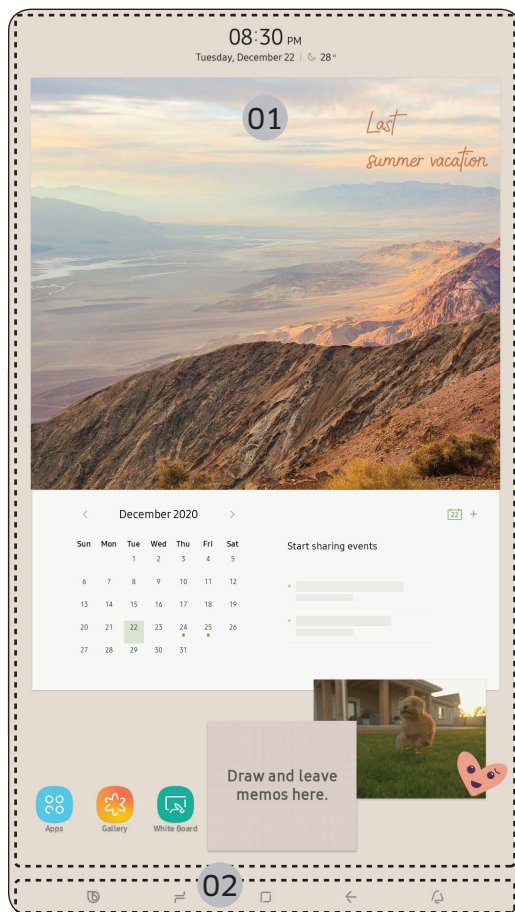 08:30 PM
Tuesday, December 22 | 28°
01
Last
summer vacation
December 2020
22 +
Sun Mon Tue Wed Thu Fri Sat
1 2 3 4 5
6 7 8 9 10 11 12
13 14 15 16 17 18 19
20 21 22 23 24 25 26
27 28 29 30 31
Start sharing events
Draw and leave
memos here.
Apps
Gallery
White Board
02